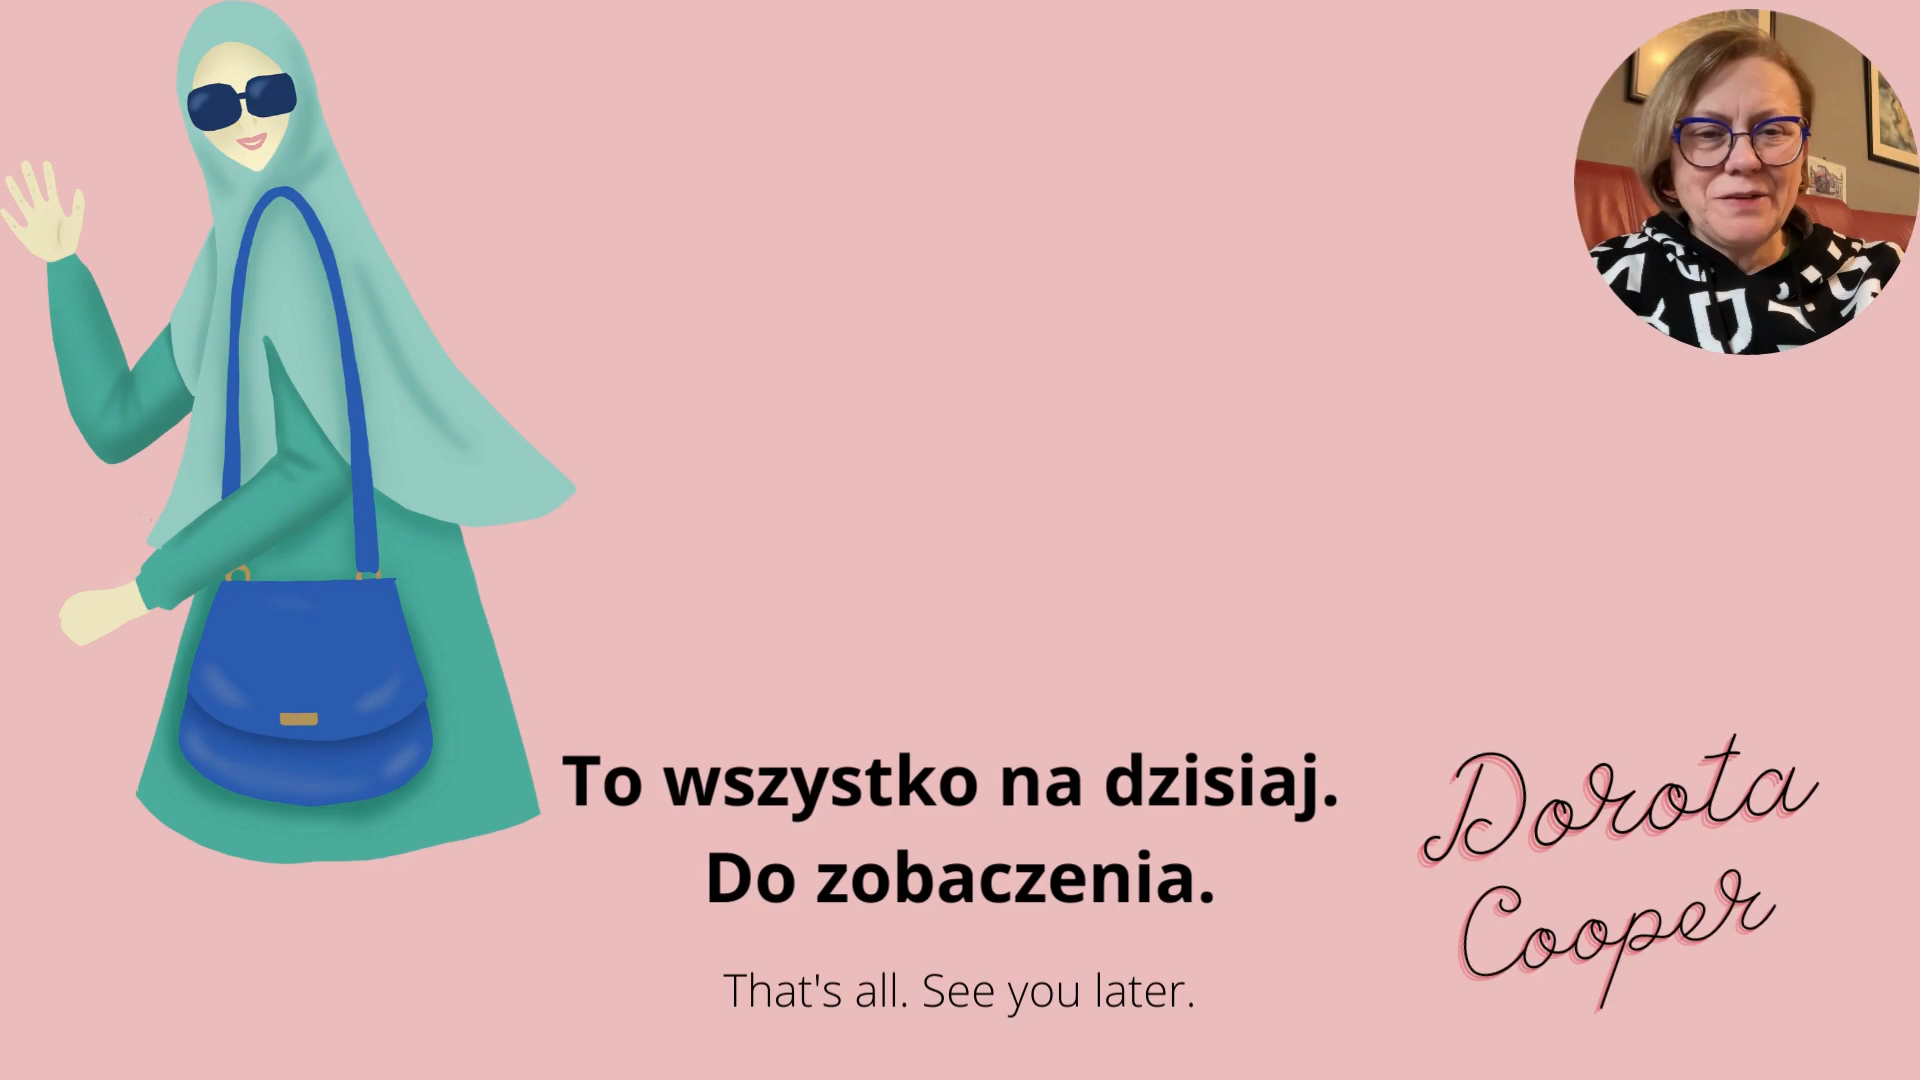 To wszystko na dzisiaj.
Do zobaczenia.
That's all. See you later.
Dorota
Cooper